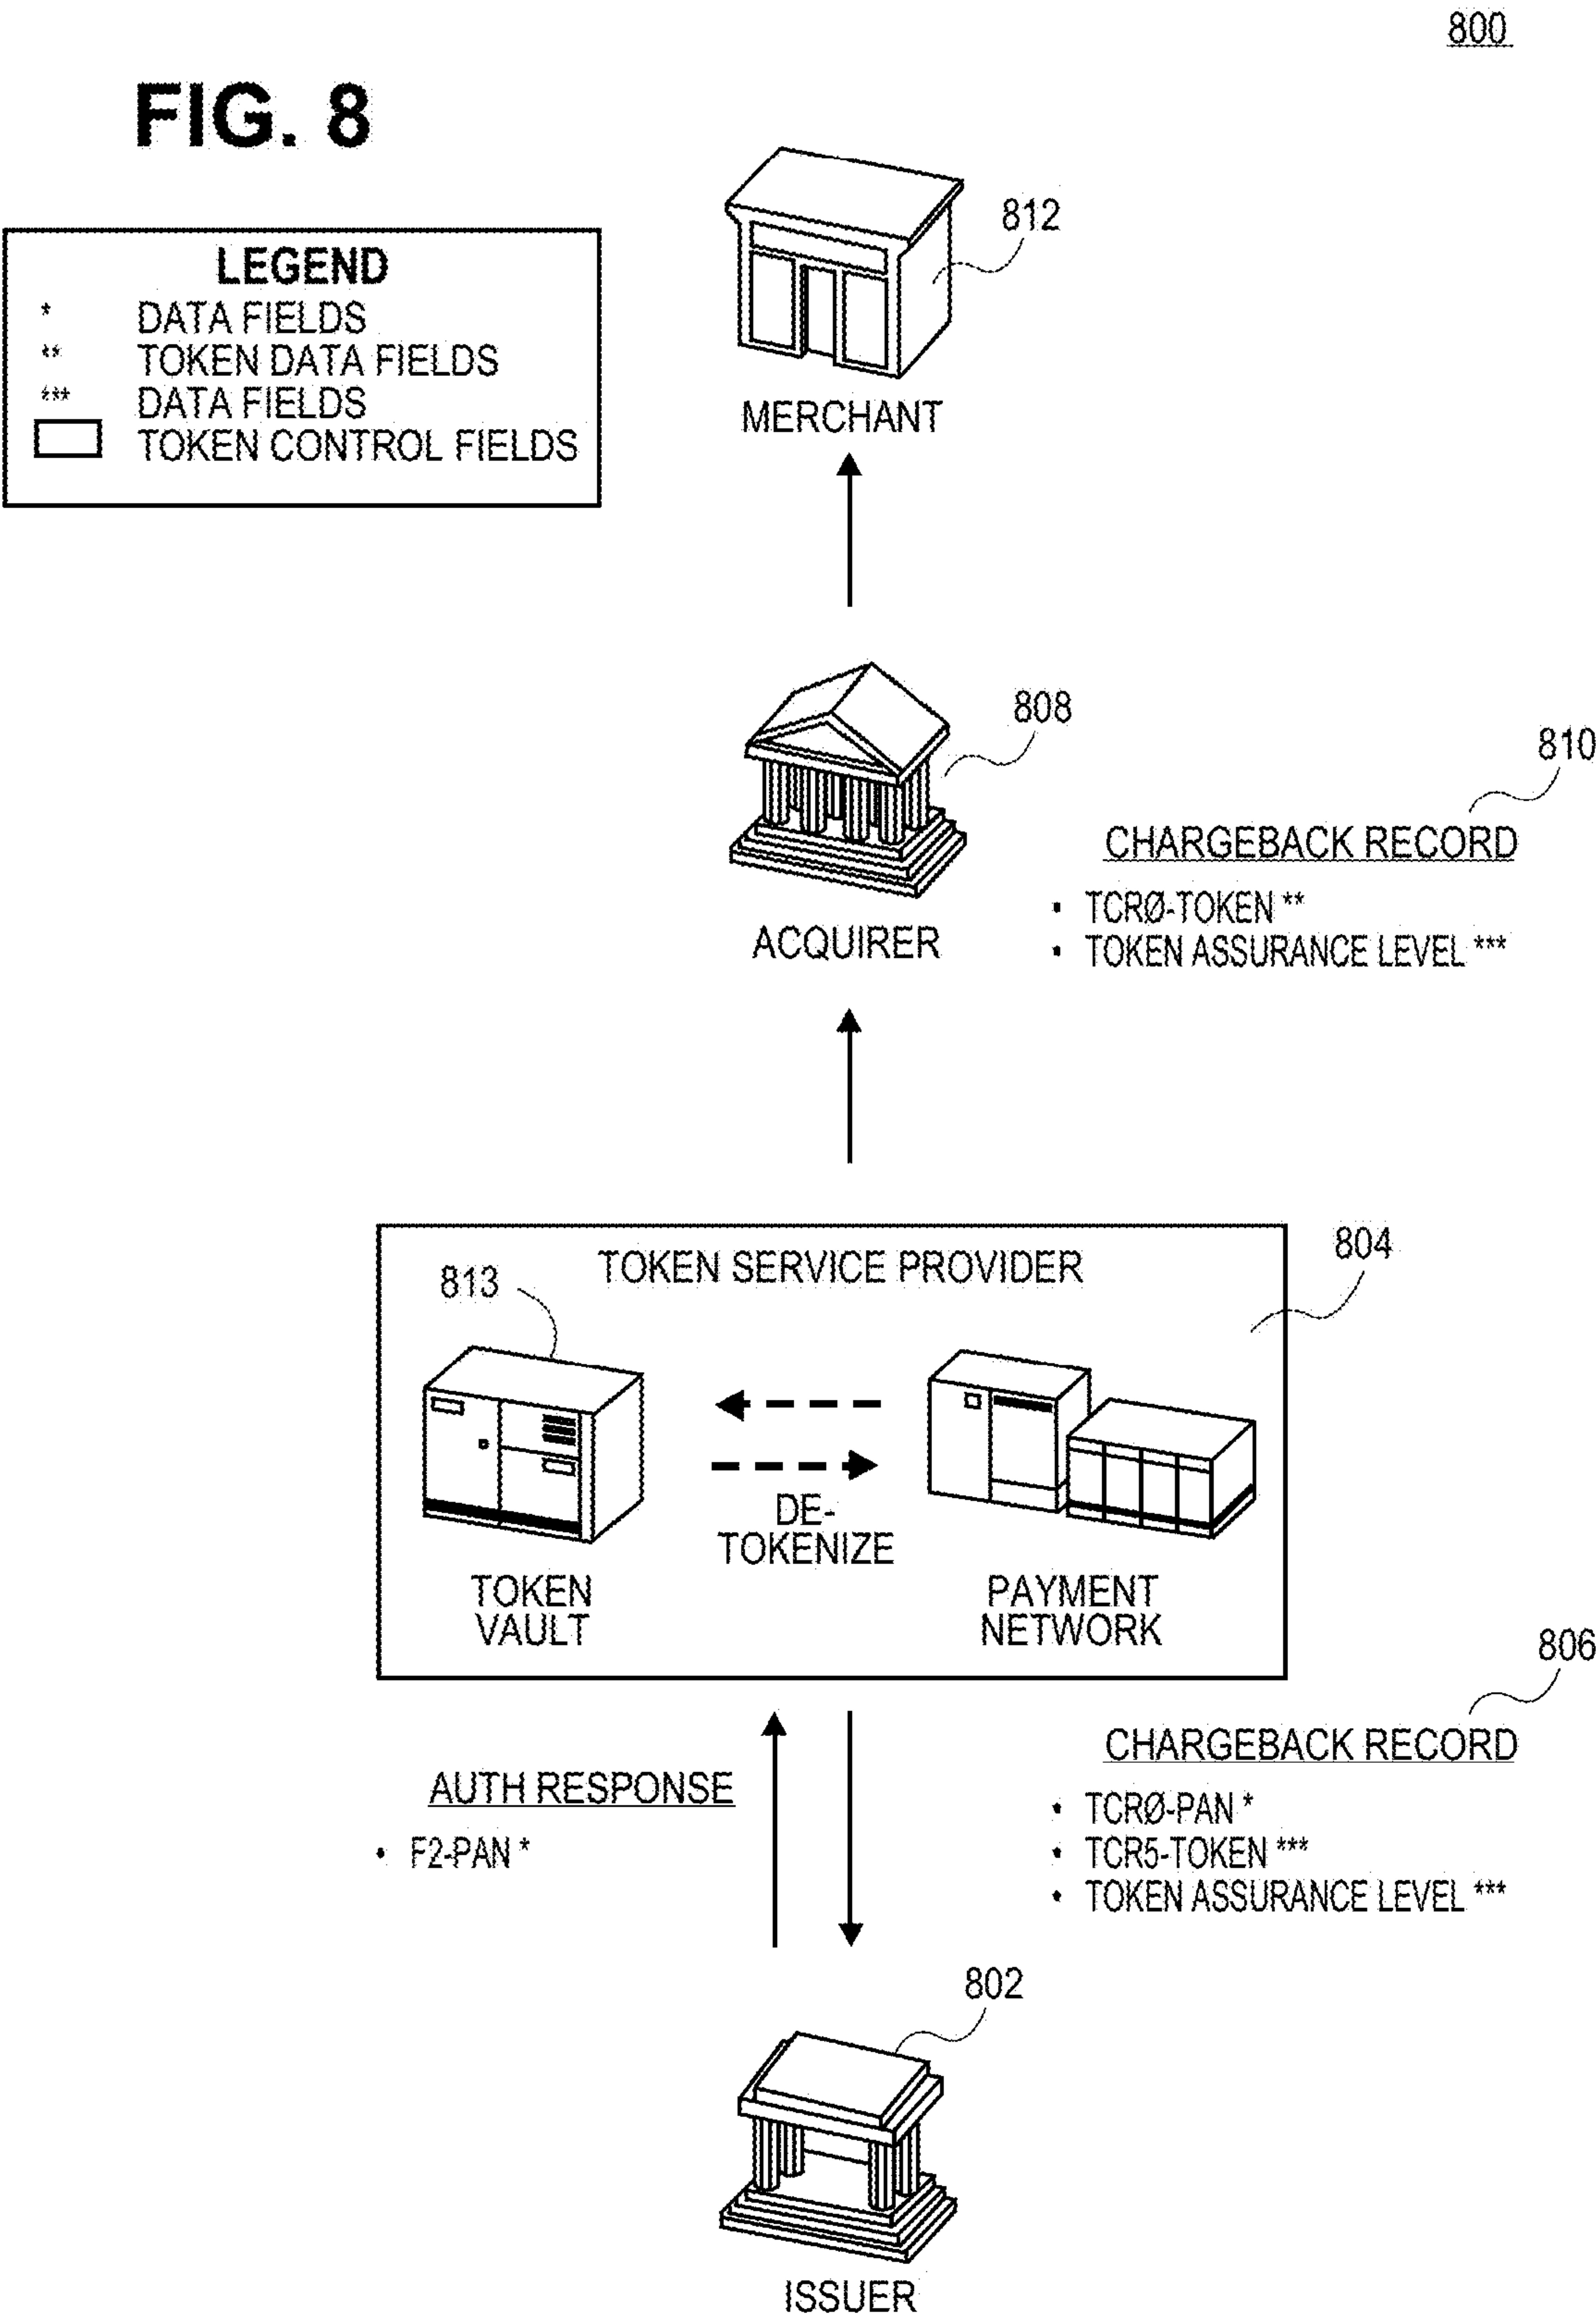 800
FIG. 8
LEGEND
* DATA FIELDS
** TOKEN DATA FIELDS
*** DATA FIELDS
TOKEN CONTROL FIELDS
812
MERCHANT
808
810
CHARGEBACK RECORD
• TCRØ-TOKEN **
• TOKEN ASSURANCE LEVEL ***
ACQUIRER
804
TOKEN SERVICE PROVIDER
813
DE-
TOKENIZE
TOKEN
VAULT
PAYMENT
NETWORK
806
CHARGEBACK RECORD
• TCRØ-PAN *
• TCR5-TOKEN ***
• TOKEN ASSURANCE LEVEL ***
AUTH RESPONSE
• F2-PAN *
802
ISSUER